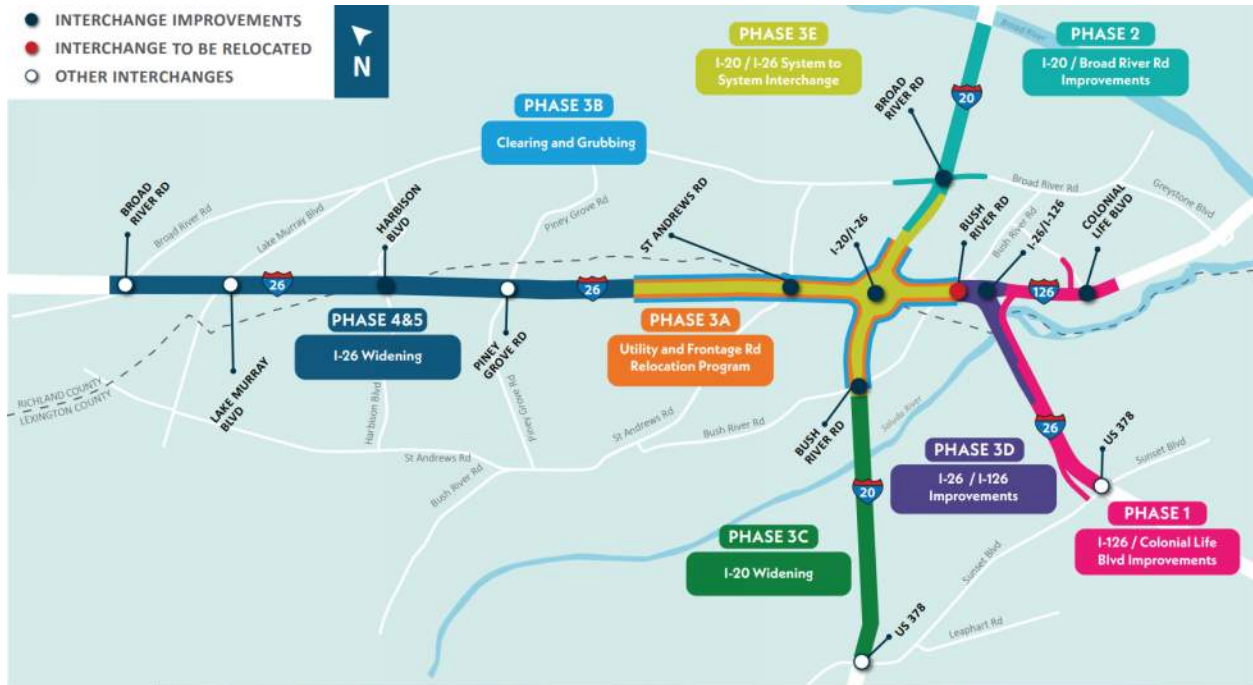 INTERCHANGE IMPROVEMENTS
INTERCHANGE TO BE RELOCATED
OTHER INTERCHANGES
N
PHASE 3E
I-20 / I-26 System to
System Interchange
PHASE 2
I-20 / Broad River Rd
Improvements
Broad River
20
BROAD
RIVER RD
PHASE 3B
Clearing and Grubbing
BROAD
RIVER RD
Broad River Rd
Lake Murray Blvd
HARBISON
BLVD
Piney Grove Rd
ST ANDREWS RD
I-20/I-26
BUSH
RIVER RD
Broad River Rd
Bush River Rd
I-26/I-126
COLONIAL
LIFE BLVD
Greystone Blvd
26
26
126
PHASE 4&5
I-26 Widening
PINEY
GROVE RD
PHASE 3A
Utility and Frontage Rd
Relocation Program
RICHLAND COUNTY
LEXINGTON COUNTY
LAKE MURRAY
BLVD
Harbison Blvd
Piney Grove Rd
St Andrews Rd
Bush River Rd
BUSH
RIVER RD
Saluda River
St Andrews Rd
Bush River Rd
26
US 378
Sunset Blvd
PHASE 3D
I-26 / I-126
Improvements
20
PHASE 1
I-126 / Colonial Life
Blvd Improvements
PHASE 3C
I-20 Widening
Sunset Blvd
US 378
Leaphart Rd